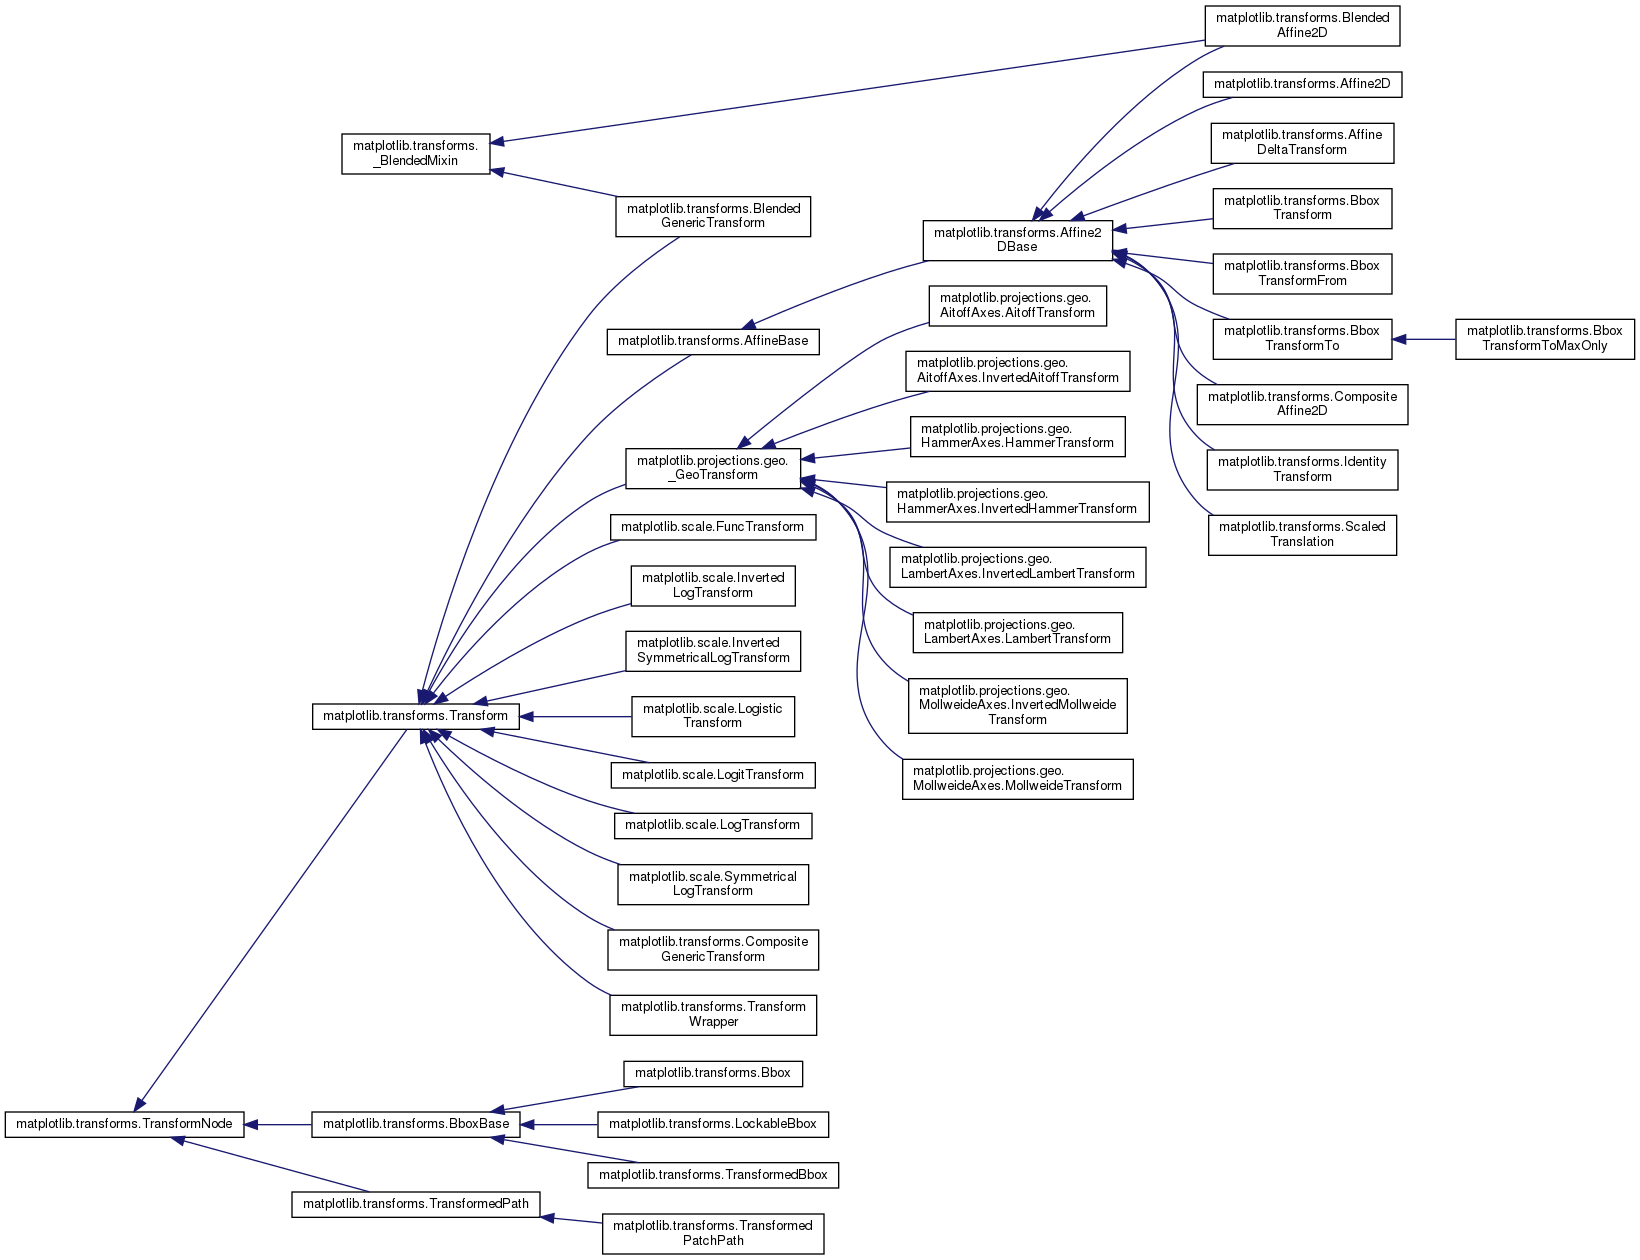 matplotlib.transforms.Blended
Affine2D
matplotlib.transforms.Affine2D
matplotlib.transforms.Affine
DeltaTransform
matplotlib.transforms.
_BlendedMixin
matplotlib.transforms.Blended
GenericTransform
matplotlib.transforms.Bbox
Transform
matplotlib.transforms.Affine2
DBase
matplotlib.transforms.Bbox
TransformFrom
matplotlib.projections.geo.
AitoffAxes.AitoffTransform
matplotlib.transforms.AffineBase
matplotlib.transforms.Bbox
TransformTo
matplotlib.transforms.Bbox
TransformToMaxOnly
matplotlib.projections.geo.
AitoffAxes.InvertedAitoffTransform
matplotlib.transforms.Composite
Affine2D
matplotlib.projections.geo.
HammerAxes.HammerTransform
matplotlib.projections.geo.
_GeoTransform
matplotlib.transforms.Identity
Transform
matplotlib.projections.geo.
HammerAxes.InvertedHammerTransform
matplotlib.scale.FuncTransform
matplotlib.transforms.Scaled
Translation
matplotlib.projections.geo.
LambertAxes.InvertedLambertTransform
matplotlib.scale.Inverted
LogTransform
matplotlib.projections.geo.
LambertAxes.LambertTransform
matplotlib.scale.Inverted
SymmetricalLogTransform
matplotlib.projections.geo.
MollweideAxes.InvertedMollweide
Transform
matplotlib.transforms.Transform
matplotlib.scale.Logistic
Transform
matplotlib.scale.LogitTransform
matplotlib.projections.geo.
MollweideAxes.MollweideTransform
matplotlib.scale.LogTransform
matplotlib.scale.Symmetrical
LogTransform
matplotlib.transforms.Composite
GenericTransform
matplotlib.transforms.Transform
Wrapper
matplotlib.transforms.Bbox
matplotlib.transforms.TransformNode
matplotlib.transforms.BboxBase
matplotlib.transforms.LockableBbox
matplotlib.transforms.TransformedBbox
matplotlib.transforms.TransformedPath
matplotlib.transforms.Transformed
PatchPath